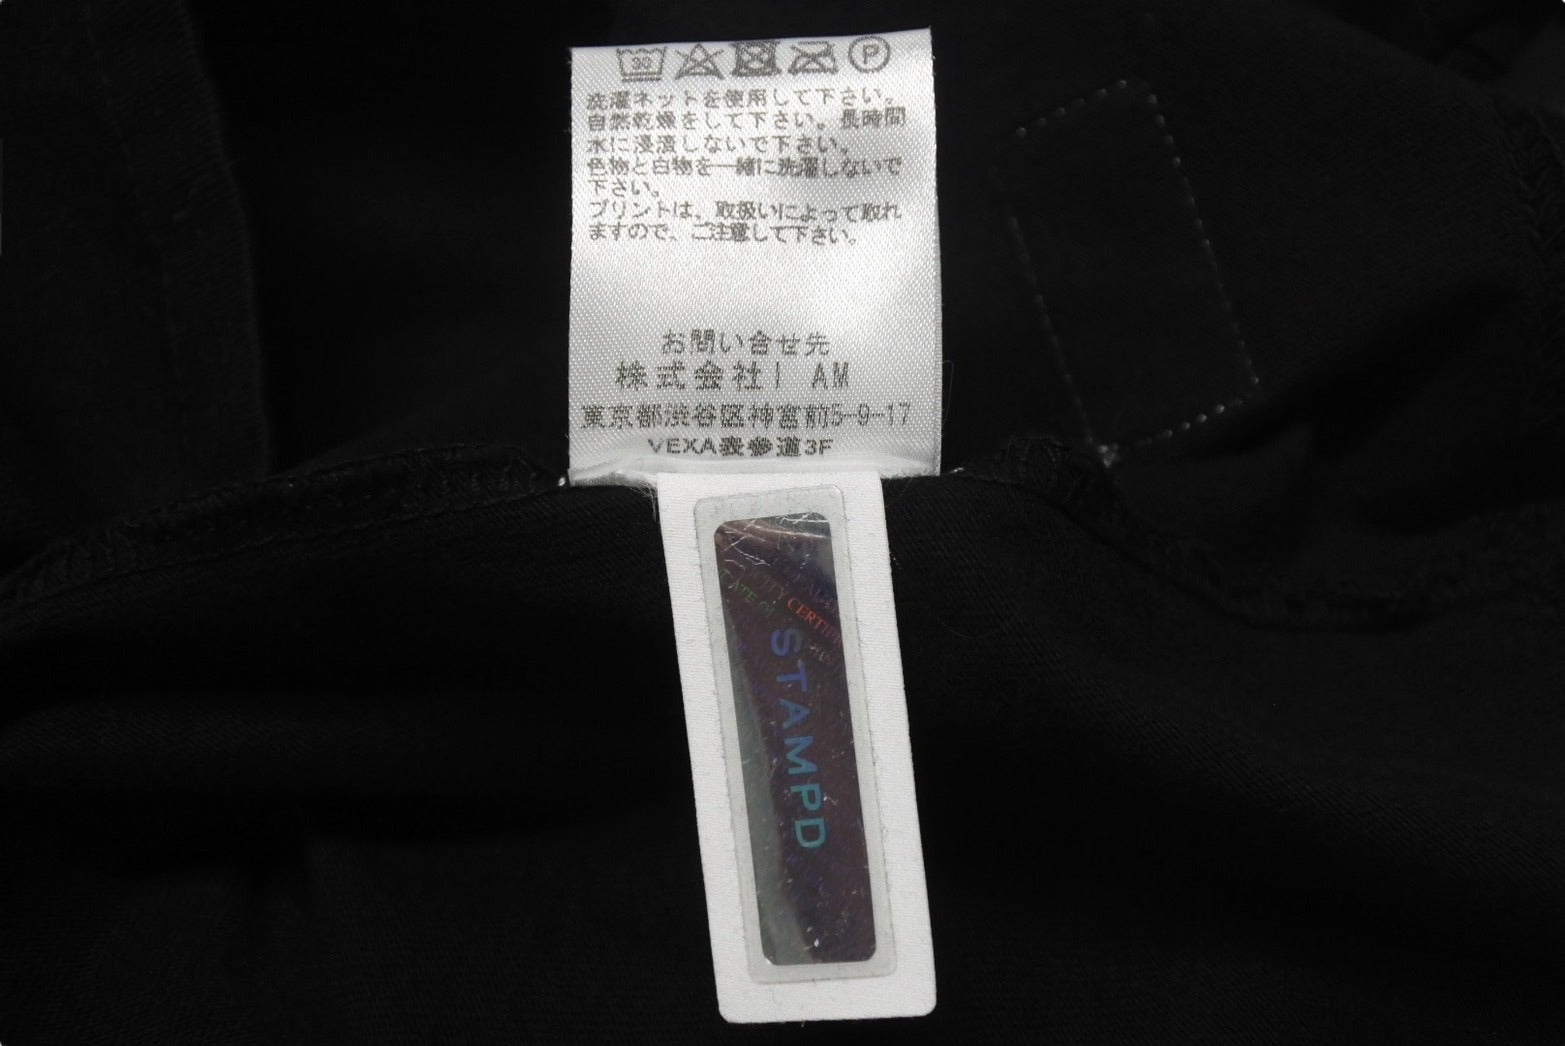 30
P
洗濯ネットを使用して下さい。
自然乾燥をして下さい。長時間
水に浸漬しないで下さい。
色物と白物を一緒に洗濯しないで
下さい。
プリントは、取扱いによって取れ
ますので、ご注意して下さい。
お問い合せ先
株式会社I AM
東京都渋谷区神宮前5-9-17
VEXA表参道3F
CERTIFI
STAMPD